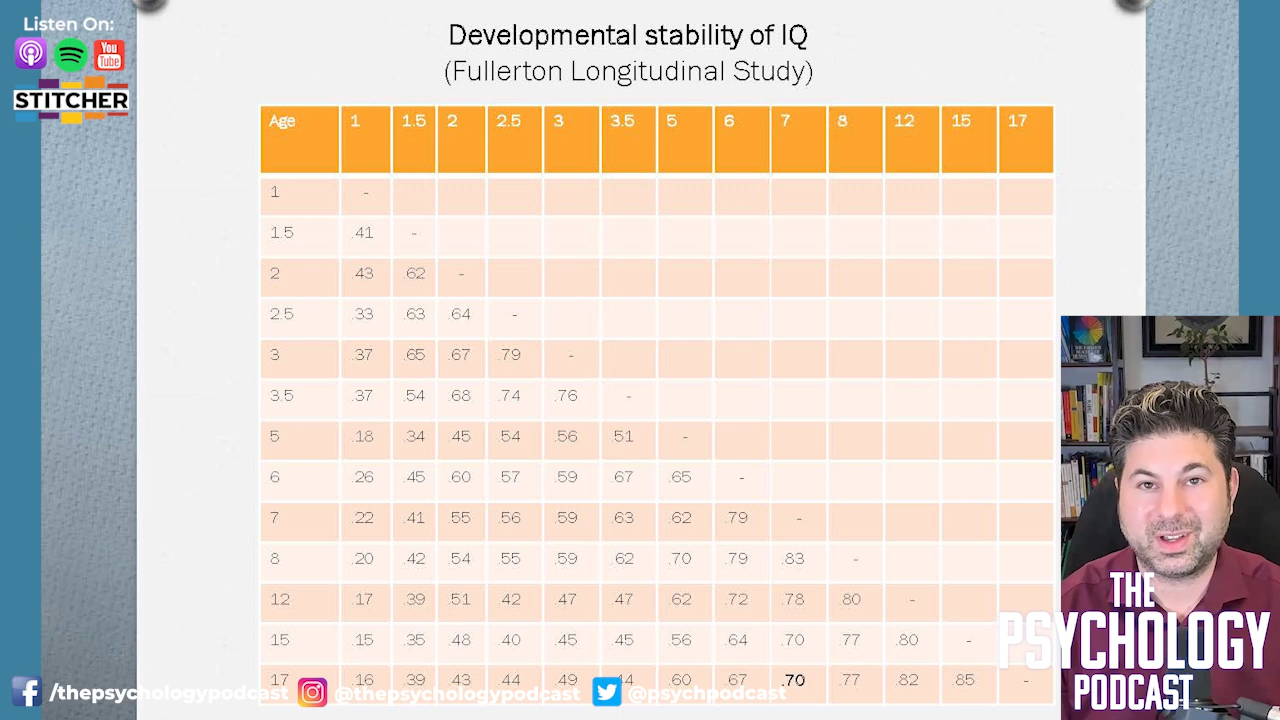 Listen On:
You
Tube
STITCHER
Developmental stability of IQ
(Fullerton Longitudinal Study)
Age 1 1.5 2 2.5 3 3.5 5 6 7 8 12 15 17
1 -
1.5 .41 -
2 .43 .62 -
2.5 .33 .63 .64 -
3 .37 .65 .67 .79 -
3.5 .37 .54 .68 .74 .76 -
5 .18 .34 .45 .54 .56 .51 -
6 .26 .45 .60 .57 .59 .67 .65 -
7 .22 .41 .55 .56 .59 .63 .62 .79 -
8 .20 .42 .54 .55 .59 .62 .70 .79 .83 -
12 .17 .39 .51 .42 .47 .47 .62 .72 .78 .80 -
15 .15 .35 .48 .40 .45 .45 .56 .64 .70 .77 .80 -
17 .39 .44 .49 .60 .67 .70 .77 .82 .85 -
/thepsychologypodcast @thepsychologypodcast @psychpodcast
THE
PSYCHOLOGY
PODCAST